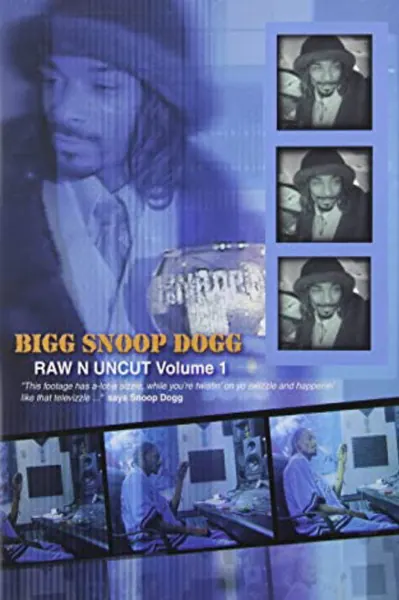 BIGG SNOOP DOGG
RAW N UNCUT Volume 1
"This footage has a-lot-a sizzle, while you're twistin' on yo swizzle and happenin'
like that televizzle ..." says Snoop Dogg